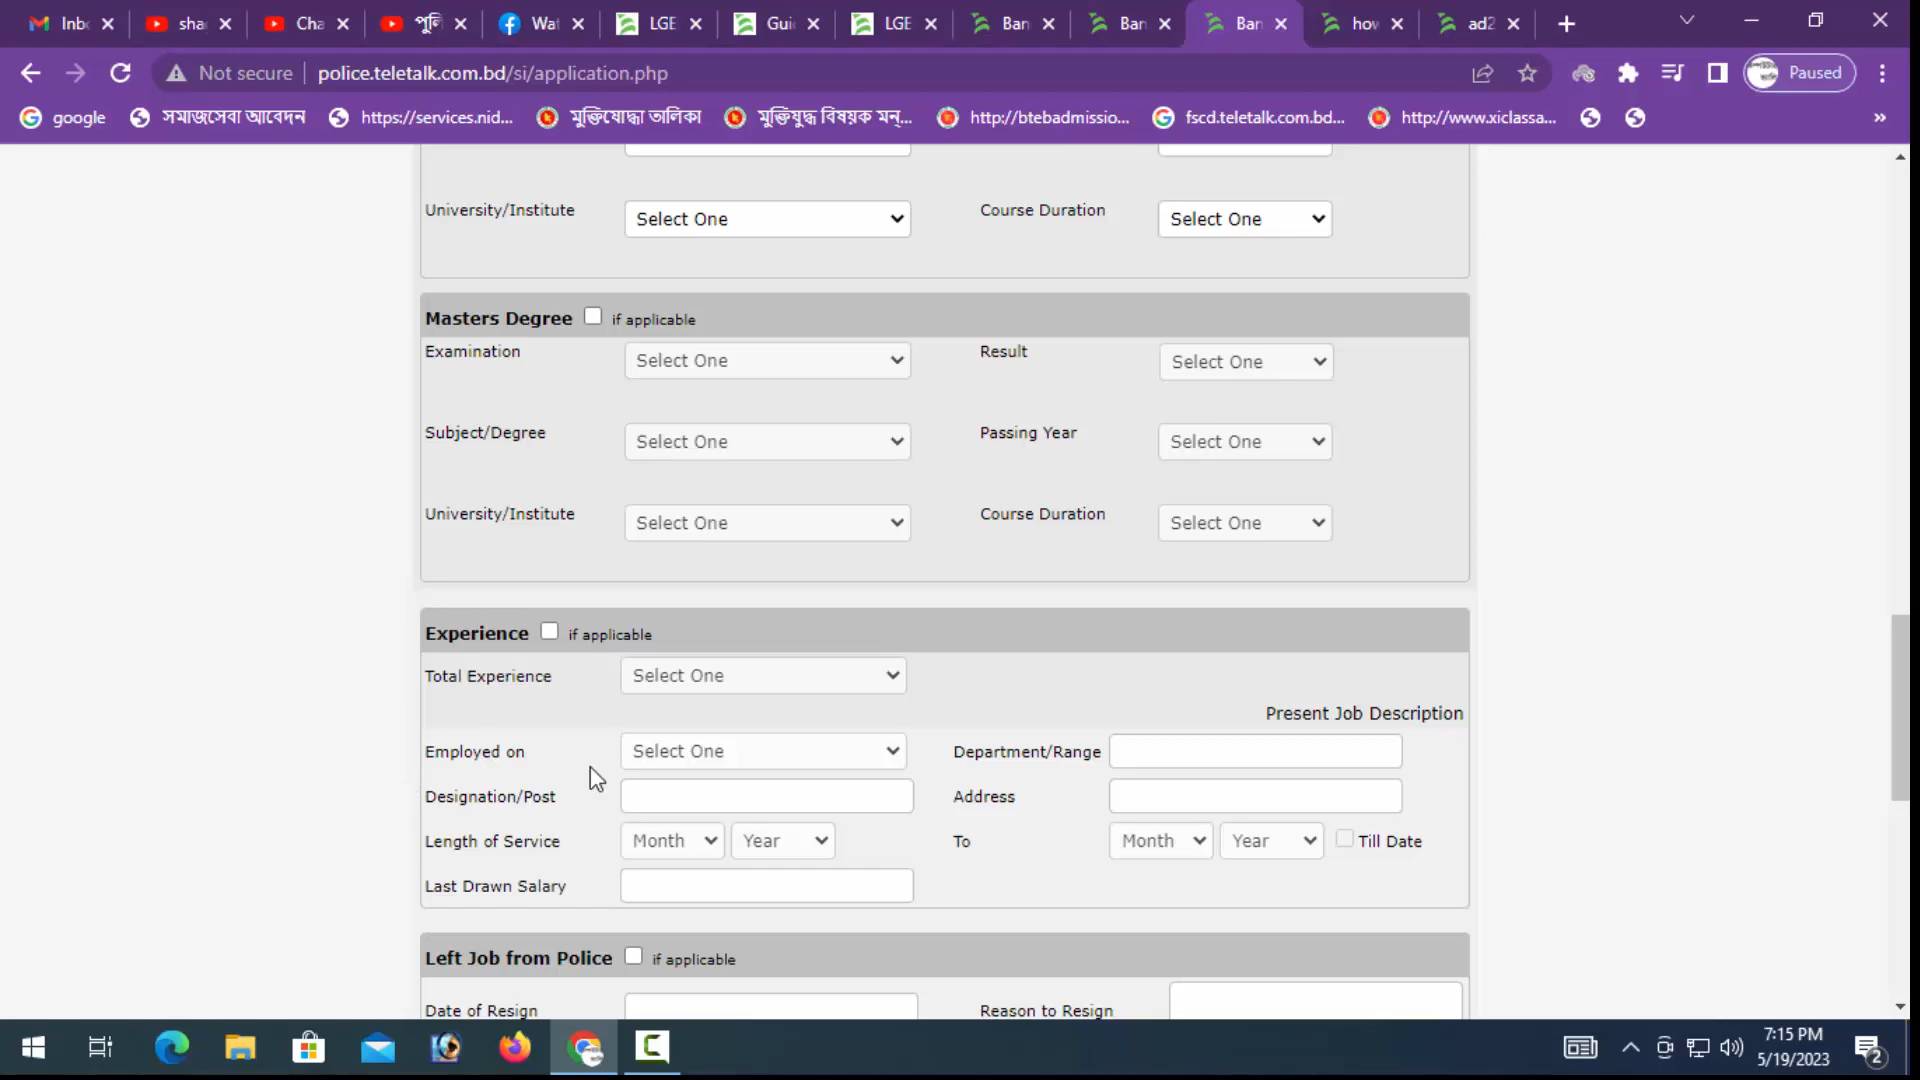 Inb sha Cha পুলি Wat LGE Gui LGE Ban Ban Ban how ad2
Not secure police.teletalk.com.bd/si/application.php Paused
google সমাজসেবা আবেদন https://services.nid... মুক্তিযোদ্ধা তালিকা মুক্তিযুদ্ধ বিষয়ক মন্... http://btebadmissio... fscd.teletalk.com.bd... http://www.xiclassa... »
University/Institute Select One Course Duration Select One
Masters Degree if applicable
Examination Select One Result Select One
Subject/Degree Select One Passing Year Select One
University/Institute Select One Course Duration Select One
Experience if applicable
Total Experience Select One
Present Job Description
Employed on Select One Department/Range
Designation/Post Address
Length of Service Month Year To Month Year Till Date
Last Drawn Salary
Left Job from Police if applicable
Date of Resign Reason to Resign
7:15 PM
5/19/2023
2